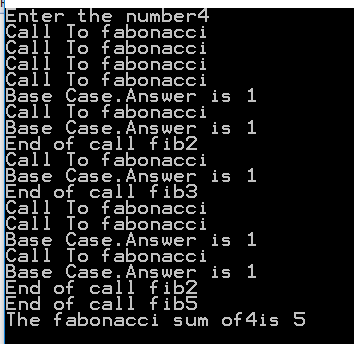 Enter the number4
Call To fabonacci
Call To fabonacci
Call To fabonacci
Call To fabonacci
Base Case.Answer is 1
Call To fabonacci
Base Case.Answer is 1
End of call fib2
Call To fabonacci
Base Case.Answer is 1
End of call fib3
Call To fabonacci
Call To fabonacci
Base Case.Answer is 1
Call To fabonacci
Base Case.Answer is 1
End of call fib2
End of call fib5
The fabonacci sum of4is 5